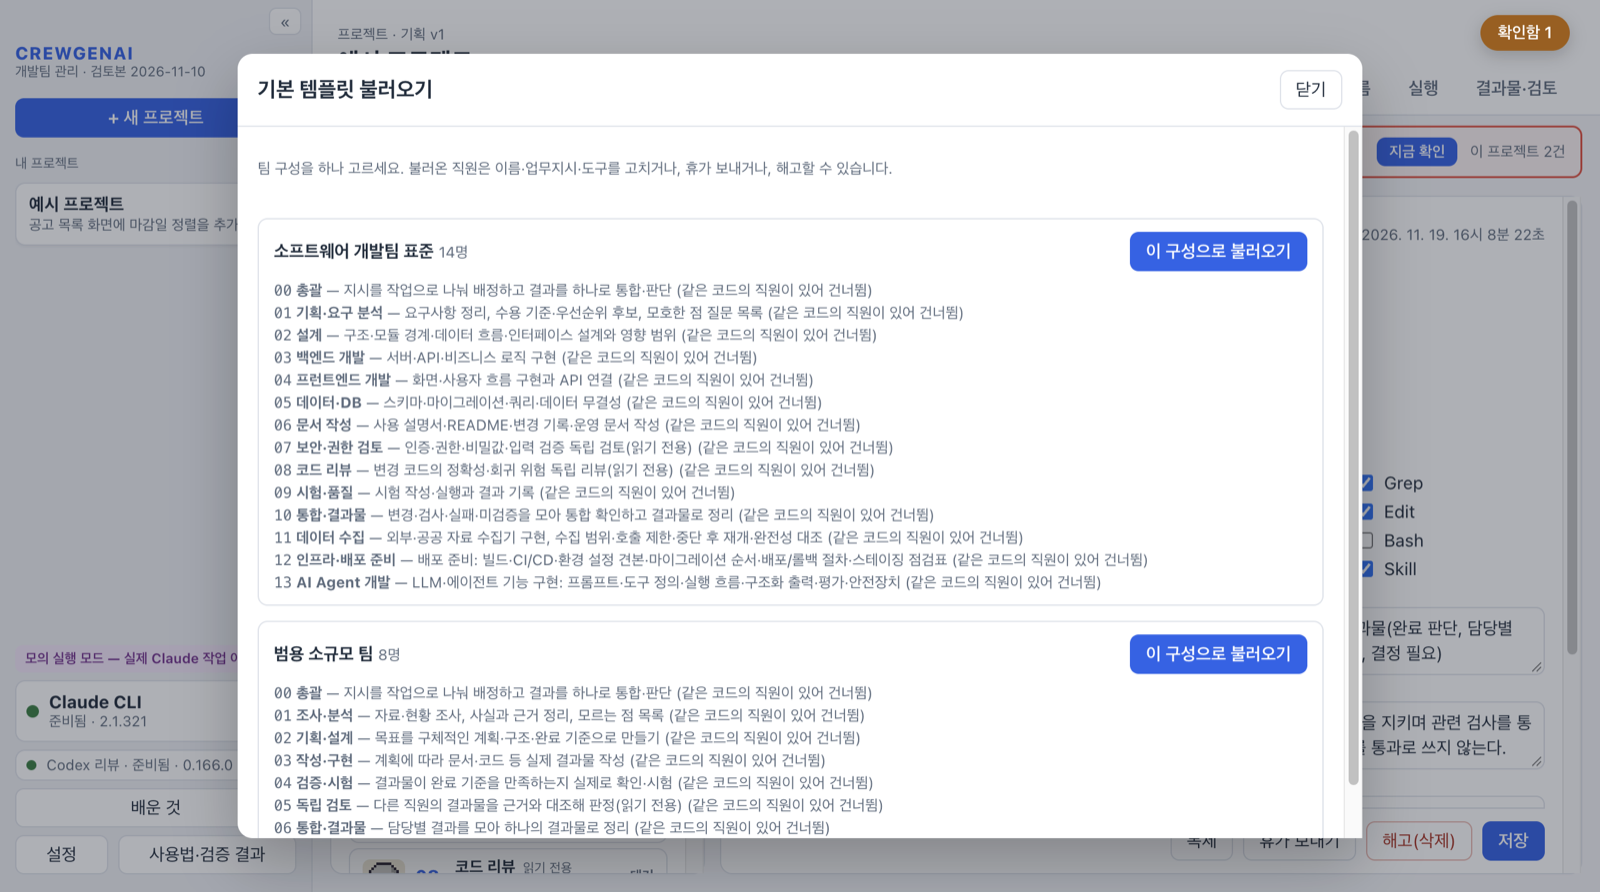 «
CREWGENAI
개발팀 관리 · 검토본 2026-11-10
+ 새 프로젝트
내 프로젝트
예시 프로젝트
공고 목록 화면에 마감일 정렬을 추가
모의 실행 모드 — 실제 Claude 작업
Claude CLI
준비됨 · 2.1.321
Codex 리뷰 · 준비됨 · 0.166.0
배운 것
설정
사용법·검증 결과
프로젝트 · 기획 v1
확인함 1
실행
결과물·검토
지금 확인
이 프로젝트 2건
기본 템플릿 불러오기
닫기
팀 구성을 하나 고르세요. 불러온 직원은 이름·업무지시·도구를 고치거나, 휴가 보내거나, 해고할 수 있습니다.
소프트웨어 개발팀 표준 14명
이 구성으로 불러오기
00 총괄 — 지시를 작업으로 나눠 배정하고 결과를 하나로 통합·판단 (같은 코드의 직원이 있어 건너뜀)
01 기획·요구 분석 — 요구사항 정리, 수용 기준·우선순위 후보, 모호한 점 질문 목록 (같은 코드의 직원이 있어 건너뜀)
02 설계 — 구조·모듈 경계·데이터 흐름·인터페이스 설계와 영향 범위 (같은 코드의 직원이 있어 건너뜀)
03 백엔드 개발 — 서버·API·비즈니스 로직 구현 (같은 코드의 직원이 있어 건너뜀)
04 프런트엔드 개발 — 화면·사용자 흐름 구현과 API 연결 (같은 코드의 직원이 있어 건너뜀)
05 데이터·DB — 스키마·마이그레이션·쿼리·데이터 무결성 (같은 코드의 직원이 있어 건너뜀)
06 문서 작성 — 사용 설명서·README·변경 기록·운영 문서 작성 (같은 코드의 직원이 있어 건너뜀)
07 보안·권한 검토 — 인증·권한·비밀값·입력 검증 독립 검토(읽기 전용) (같은 코드의 직원이 있어 건너뜀)
08 코드 리뷰 — 변경 코드의 정확성·회귀 위험 독립 리뷰(읽기 전용) (같은 코드의 직원이 있어 건너뜀)
09 시험·품질 — 시험 작성·실행과 결과 기록 (같은 코드의 직원이 있어 건너뜀)
10 통합·결과물 — 변경·검사·실패·미검증을 모아 통합 확인하고 결과물로 정리 (같은 코드의 직원이 있어 건너뜀)
11 데이터 수집 — 외부·공공 자료 수집기 구현, 수집 범위·호출 제한·중단 후 재개·완전성 대조 (같은 코드의 직원이 있어 건너뜀)
12 인프라·배포 준비 — 배포 준비: 빌드·CI/CD·환경 설정 견본·마이그레이션 순서·배포/롤백 절차·스테이징 점검표 (같은 코드의 직원이 있어 건너뜀)
13 AI Agent 개발 — LLM·에이전트 기능 구현: 프롬프트·도구 정의·실행 흐름·구조화 출력·평가·안전장치 (같은 코드의 직원이 있어 건너뜀)
범용 소규모 팀 8명
이 구성으로 불러오기
00 총괄 — 지시를 작업으로 나눠 배정하고 결과를 하나로 통합·판단 (같은 코드의 직원이 있어 건너뜀)
01 조사·분석 — 자료·현황 조사, 사실과 근거 정리, 모르는 점 목록 (같은 코드의 직원이 있어 건너뜀)
02 기획·설계 — 목표를 구체적인 계획·구조·완료 기준으로 만들기 (같은 코드의 직원이 있어 건너뜀)
03 작성·구현 — 계획에 따라 문서·코드 등 실제 결과물 작성 (같은 코드의 직원이 있어 건너뜀)
04 검증·시험 — 결과물이 완료 기준을 만족하는지 실제로 확인·시험 (같은 코드의 직원이 있어 건너뜀)
05 독립 검토 — 다른 직원의 결과물을 근거와 대조해 판정(읽기 전용) (같은 코드의 직원이 있어 건너뜀)
06 통합·결과물 — 담당별 결과를 모아 하나의 결과물로 정리 (같은 코드의 직원이 있어 건너뜀)
2026. 11. 19. 16시 8분 22초
Grep
Edit
Bash
Skill
과물(완료 판단, 담당별
, 결정 필요)
을 지키며 관련 검사를 통
통과로 쓰지 않는다.
코드 리뷰 읽기 전용
복제
휴가 보내기
해고(삭제)
저장